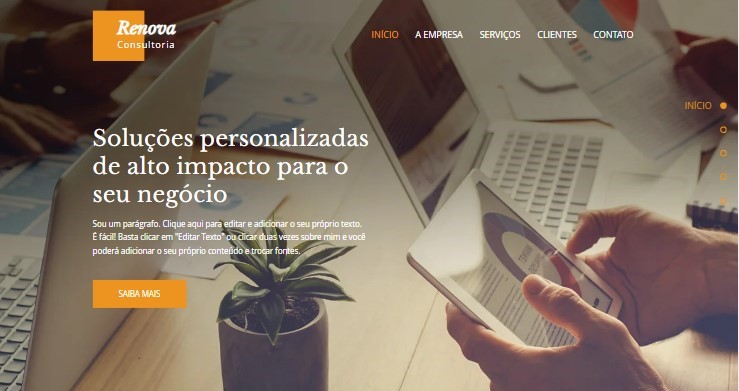 Renova
Consultoria
INÍCIO A EMPRESA SERVIÇOS CLIENTES CONTATO
INÍCIO
Soluções personalizadas
de alto impacto para o
seu negócio
Sou um parágrafo. Clique aqui para editar e adicionar o seu próprio texto.
É fácil! Basta clicar em "Editar Texto" ou clicar duas vezes sobre mim e você
poderá adicionar o seu próprio conteúdo e trocar fontes.
SAIBA MAIS